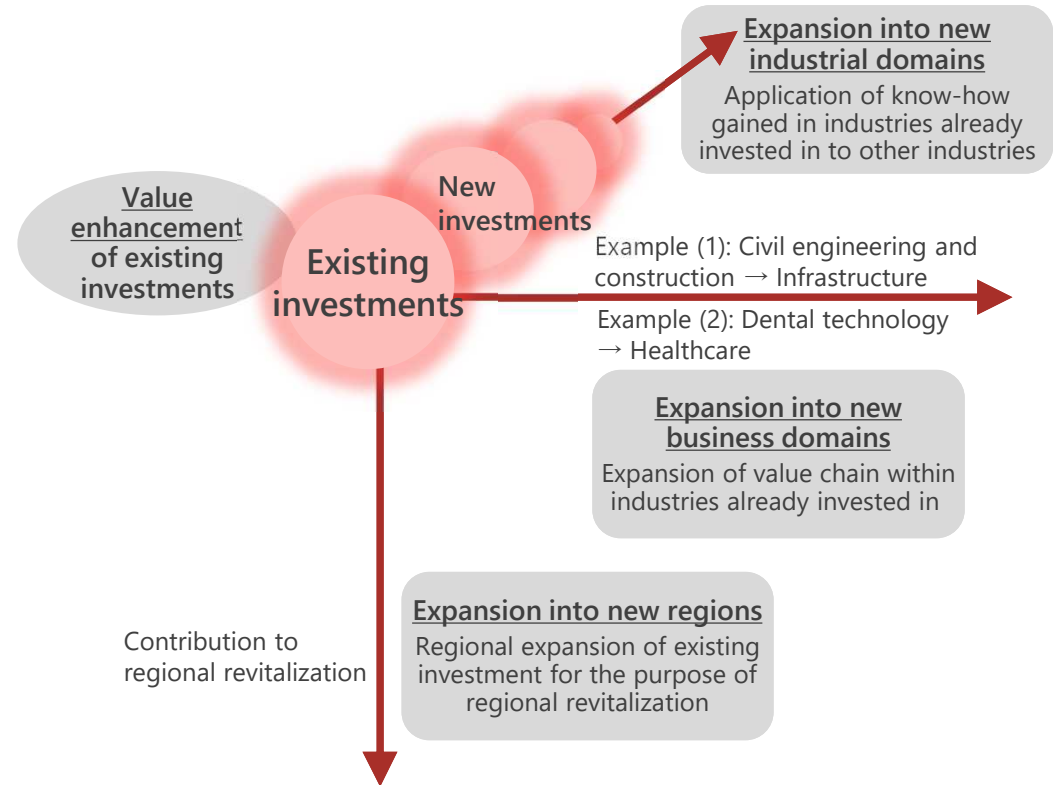 Expansion into new
industrial domains
Application of know-how
gained in industries already
invested in to other industries
New
investments
Value
enhancement
of existing
investments
Existing
investments
Example (1): Civil engineering and
construction → Infrastructure
Example (2): Dental technology
→ Healthcare
Expansion into new
business domains
Expansion of value chain within
industries already invested in
Contribution to
regional revitalization
Expansion into new regions
Regional expansion of existing
investment for the purpose of
regional revitalization